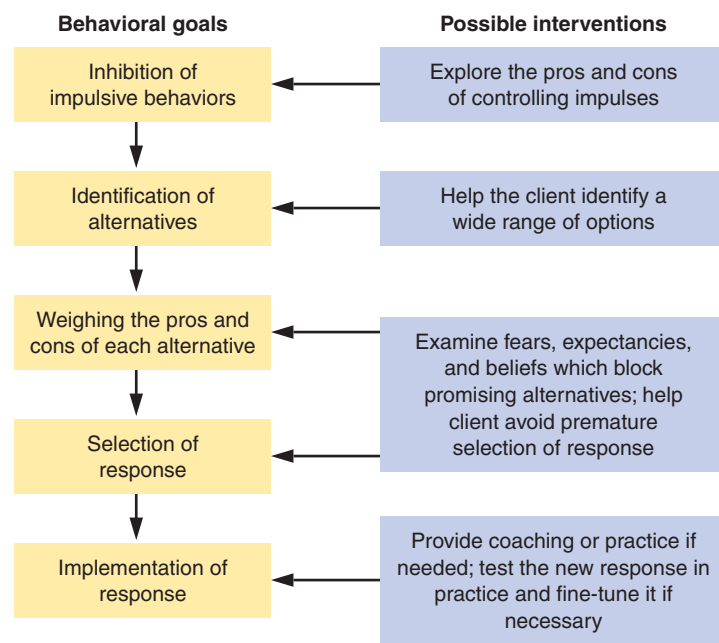 Behavioral goals
Possible interventions
Inhibition of
impulsive behaviors
Explore the pros and cons
of controlling impulses
Identification of
alternatives
Help the client identify a
wide range of options
Weighing the pros and
cons of each alternative
Examine fears, expectancies,
and beliefs which block
promising alternatives; help
client avoid premature
selection of response
Selection of
response
Implementation of
response
Provide coaching or practice if
needed; test the new response in
practice and fine-tune it if
necessary